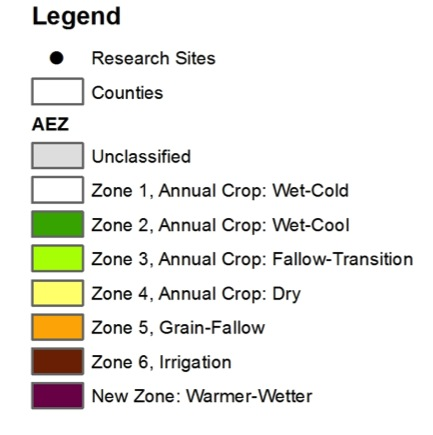 Legend
Research Sites
Counties
AEZ
Unclassified
Zone 1, Annual Crop: Wet-Cold
Zone 2, Annual Crop: Wet-Cool
Zone 3, Annual Crop: Fallow-Transition
Zone 4, Annual Crop: Dry
Zone 5, Grain-Fallow
Zone 6, Irrigation
New Zone: Warmer-Wetter